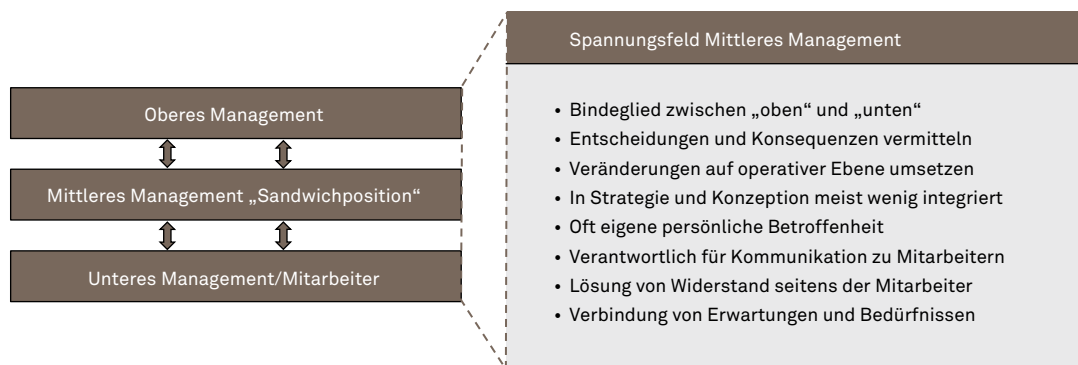 Oberes Management
Mittleres Management „Sandwichposition“
Unteres Management/Mitarbeiter
Spannungsfeld Mittleres Management
• Bindeglied zwischen „oben“ und „unten“
• Entscheidungen und Konsequenzen vermitteln
• Veränderungen auf operativer Ebene umsetzen
• In Strategie und Konzeption meist wenig integriert
• Oft eigene persönliche Betroffenheit
• Verantwortlich für Kommunikation zu Mitarbeitern
• Lösung von Widerstand seitens der Mitarbeiter
• Verbindung von Erwartungen und Bedürfnissen